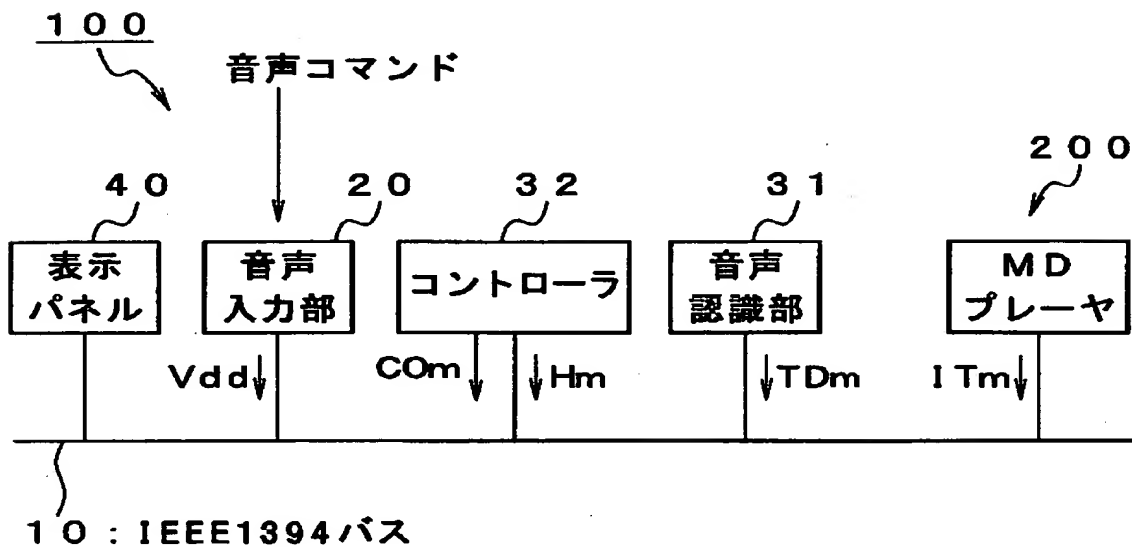 100
音声コマンド
200
40
20
32
31
表示
パネル
音声
入力部
コントローラ
音声
認識部
MD
プレーヤ
Vdd
COm
Hm
TDm
ITm
10:IEEE1394バス